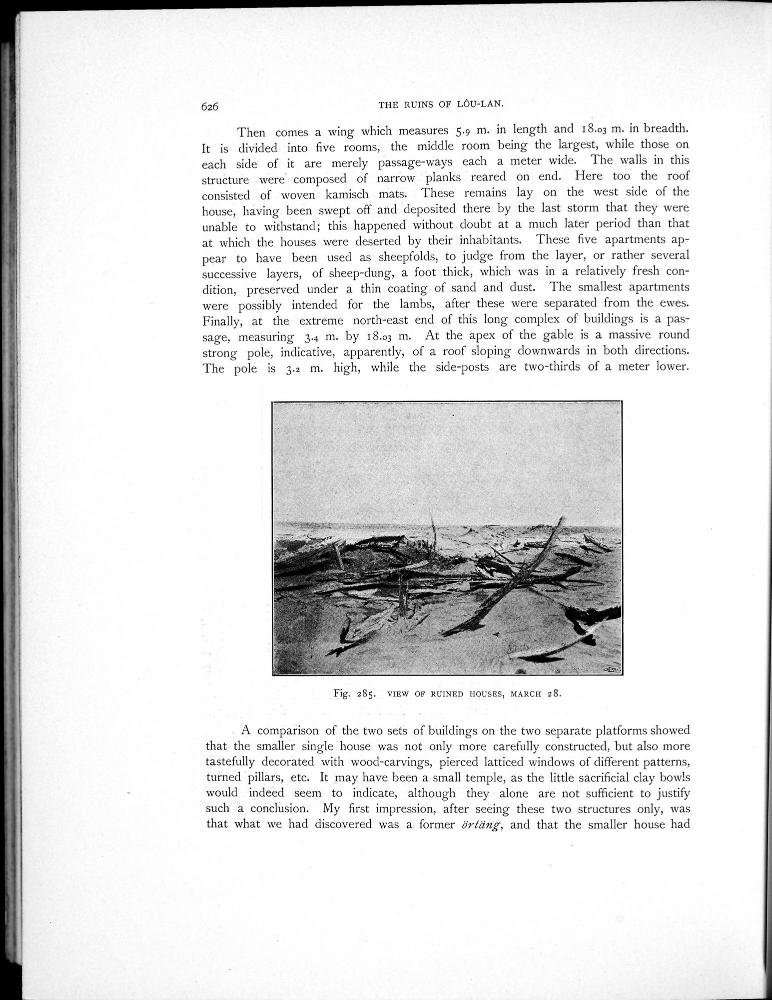 626
THE RUINS OF LÔU-LAN.
Then comes a wing which measures 5.9 m. in length and 18.03 m. in breadth.
It is divided into five rooms, the middle room being the largest, while those on
each side of it are merely passage-ways each a meter wide. The walls in this
structure were composed of narrow planks reared on end. Here too the roof
consisted of woven kamisch mats. These remains lay on the west side of the
house, having been swept off and deposited there by the last storm that they were
unable to withstand; this happened without doubt at a much later period than that
at which the houses were deserted by their inhabitants. These five apartments ap-
pear to have been used as sheepfolds, to judge from the layer, or rather several
successive layers, of sheep-dung, a foot thick, which was in a relatively fresh con-
dition, preserved under a thin coating of sand and dust. The smallest apartments
were possibly intended for the lambs, after these were separated from the ewes.
Finally, at the extreme north-east end of this long complex of buildings is a pas-
sage, measuring 3.4 m. by 18.03 m. At the apex of the gable is a massive round
strong pole, indicative, apparently, of a roof sloping downwards in both directions.
The pole is 3.2 m. high, while the side-posts are two-thirds of a meter lower.
Fig. 285. VIEW OF RUINED HOUSES, MARCH 28.
A comparison of the two sets of buildings on the two separate platforms showed
that the smaller single house was not only more carefully constructed, but also more
tastefully decorated with wood-carvings, pierced latticed windows of different patterns,
turned pillars, etc. It may have been a small temple, as the little sacrificial clay bowls
would indeed seem to indicate, although they alone are not sufficient to justify
such a conclusion. My first impression, after seeing these two structures only, was
that what we had discovered was a former örtäng, and that the smaller house had